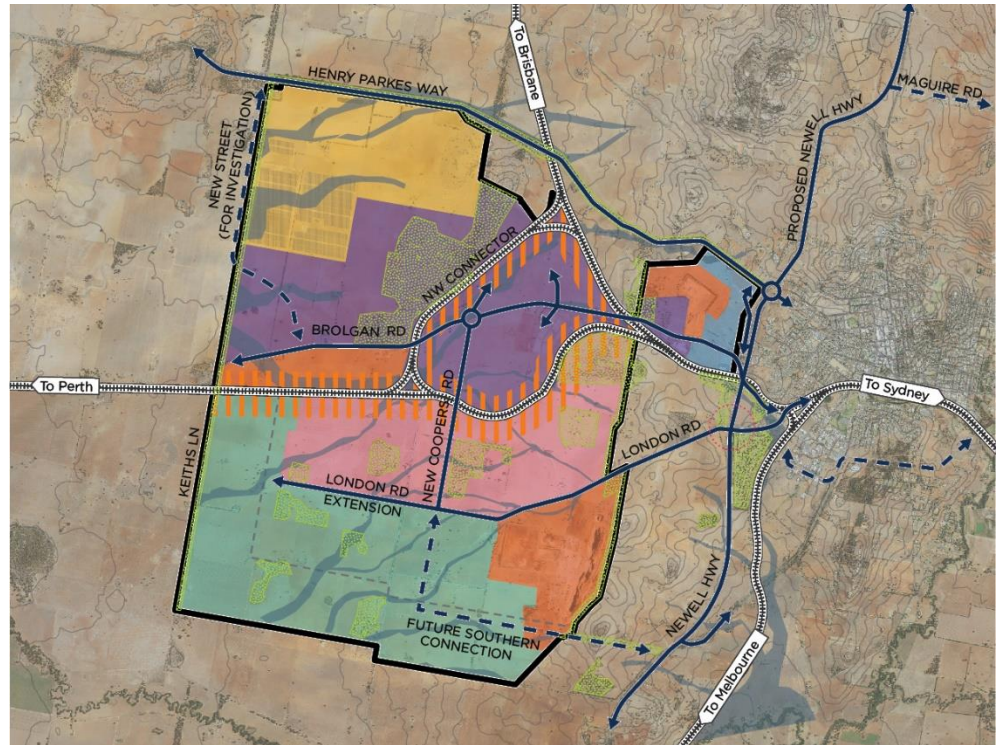 To Brisbane
HENRY PARKES WAY
MAGUIRE RD
PROPOSED NEWELL HWY
NEW STREET
(FOR INVESTIGATION)
NW CONNECTOR
BROLGAN RD
To Perth
To Sydney
KEITHS LN
NEW COOPERS RD
LONDON RD
LONDON RD
EXTENSION
NEWELL HWY
FUTURE SOUTHERN
CONNECTION
To Melbourne